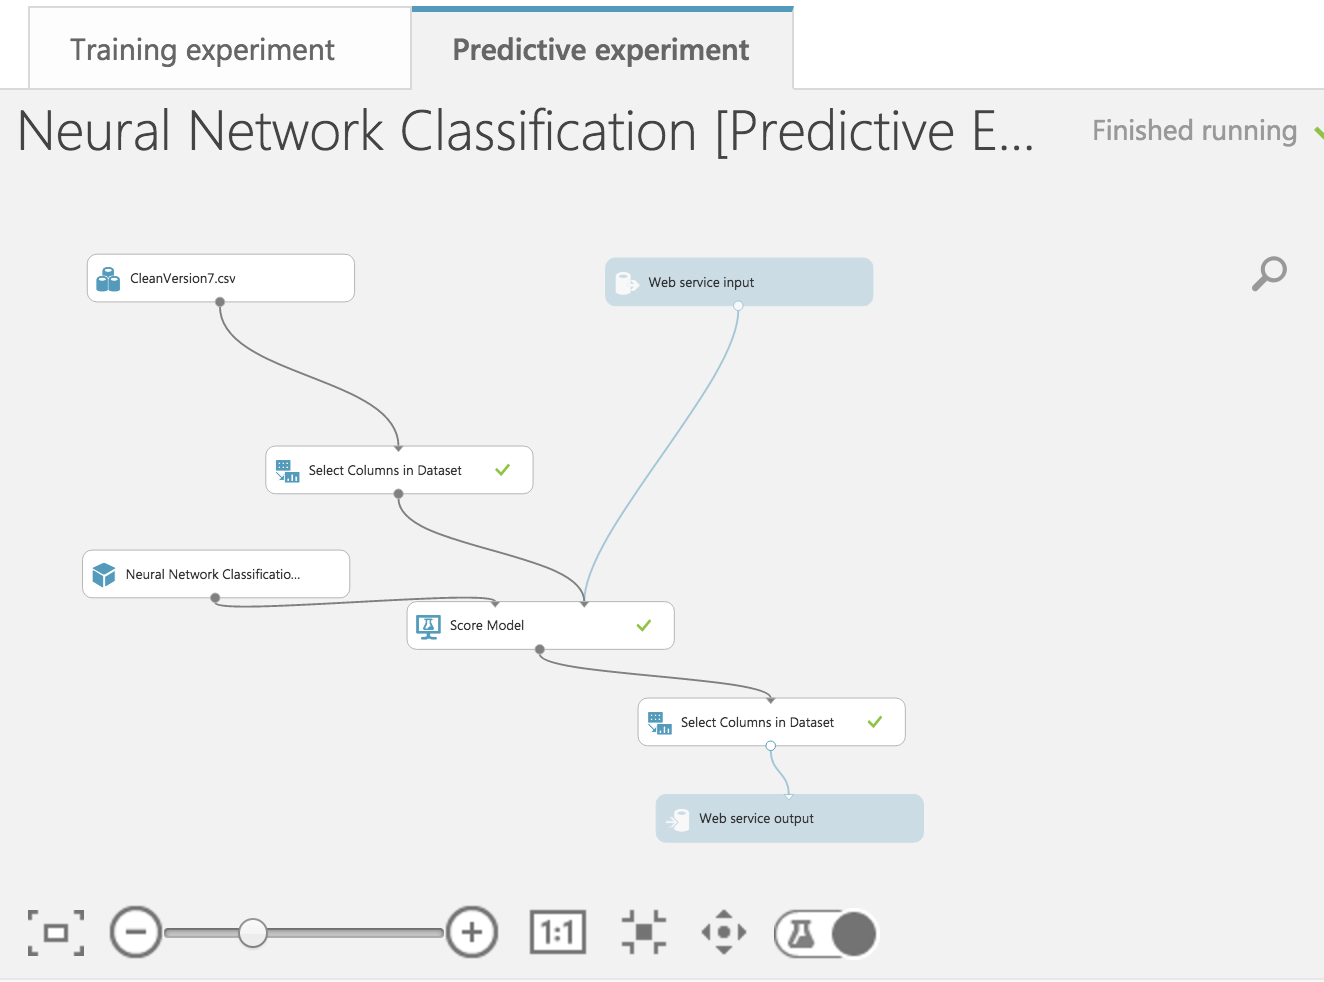 Training experiment
Predictive experiment
Neural Network Classification [Predictive E...
Finished running
CleanVersion7.csv
Web service input
Select Columns in Dataset
Neural Network Classificatio...
Score Model
Select Columns in Dataset
Web service output
1:1